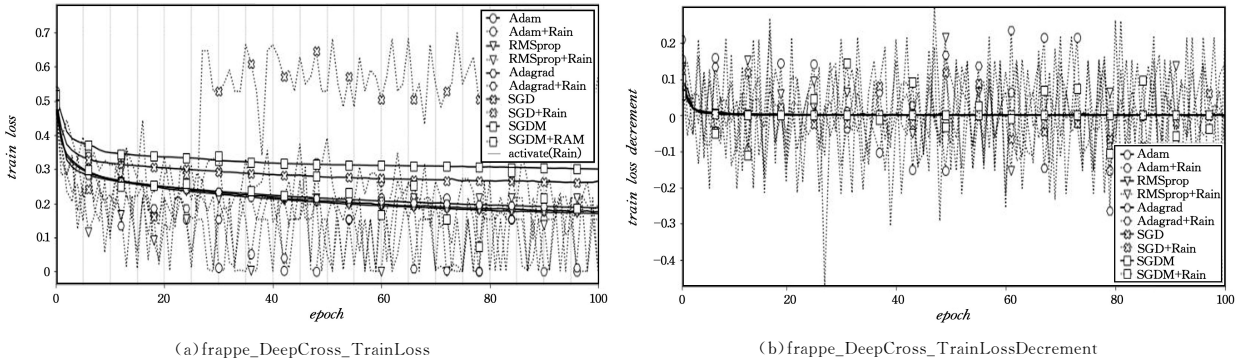 0.7
0.6
0.5
0.4
0.3
0.2
0.1
0
train loss
0 20 40 60 80 100
epoch
Adam
Adam+Rain
RMSprop
RMSprop+Rain
Adagrad
Adagrad+Rain
SGD
SGD+Rain
SGDM
SGDM+RAM
activate(Rain)
(a)frappe_DeepCross_TrainLoss
0.2
0.1
0
−0.1
−0.2
−0.3
−0.4
train loss decrement
0 20 40 60 80 100
epoch
Adam
Adam+Rain
RMSprop
RMSprop+Rain
Adagrad
Adagrad+Rain
SGD
SGD+Rain
SGDM
SGDM+Rain
(b)frappe_DeepCross_TrainLossDecrement